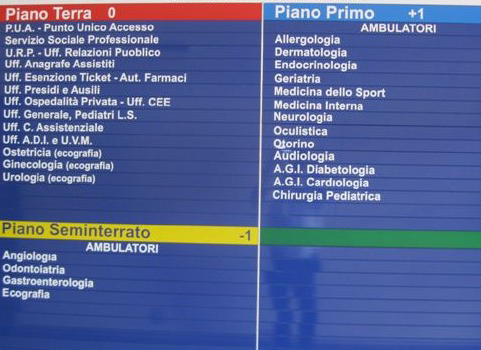 Piano Terra 0
P.U.A. - Punto Unico Accesso
Servizio Sociale Professionale
U.R.P - Uff. Relazioni Puoblico
Uff. Anagrafe Assistiti
Uff. Esenzione Ticket - Aut. Farmaci
Uff. Presidi e Ausili
Uff. Ospedalità Privata - Uff. CEE
Uff. Generale, Pediatri L.S.
Uff. C. Assistenziale
Uff. A.D.I. e U.V.M.
Ostetricia (ecografia)
Ginecologia (ecografia)
Urologia (ecografia)
Piano Seminterrato -1
AMBULATORI
Angiologia
Odontoiatria
Gastroenterologia
Ecografia
Piano Primo +1
AMBULATORI
Allergologia
Dermatologia
Endocrinologia
Geriatria
Medicina dello Sport
Medicina Interna
Neurologia
Oculistica
Otorino
Audiologia
A.G.I. Diabetologia
A.G.I. Cardiologia
Chirurgia Pediatrica